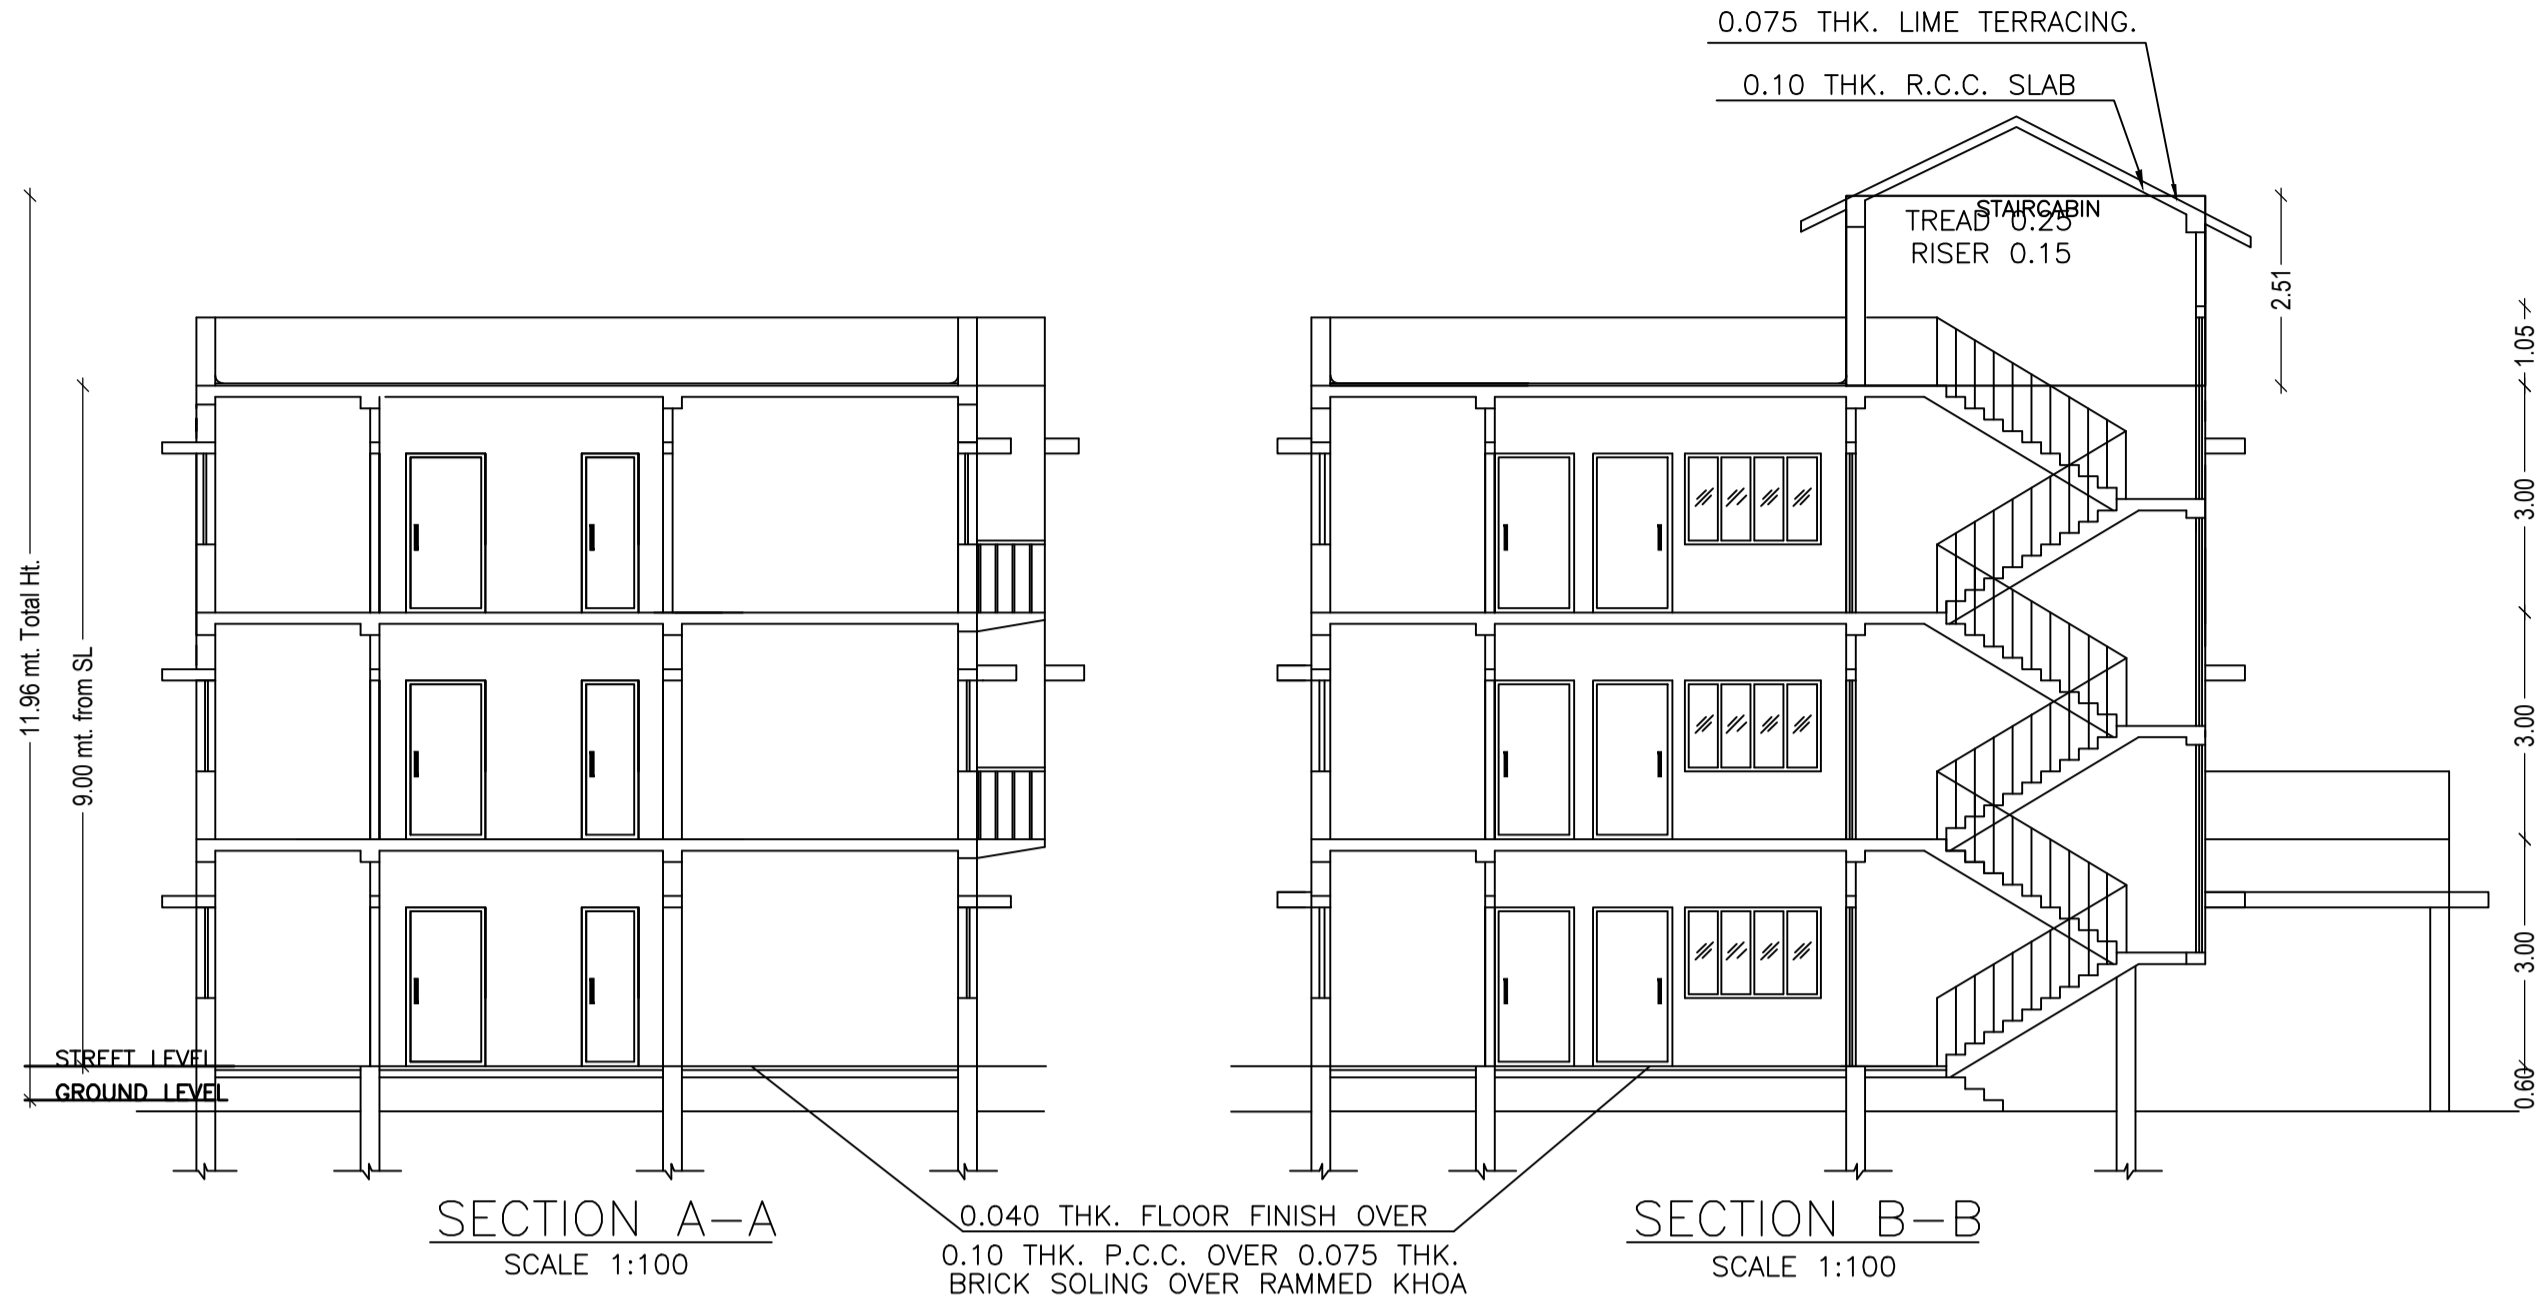 0.075 THK. LIME TERRACING.
0.10 THK. R.C.C. SLAB
STAIRCABIN
TREAD 0.25
RISER 0.15
2.51
1.05
3.00
3.00
3.00
0.60
11.96 mt. Total Ht.
9.00 mt. from SL
STREET LEVEL
GROUND LEVEL
SECTION A-A
SCALE 1:100
0.040 THK. FLOOR FINISH OVER
0.10 THK. P.C.C. OVER 0.075 THK.
BRICK SOLING OVER RAMMED KHOA
SECTION B-B
SCALE 1:100